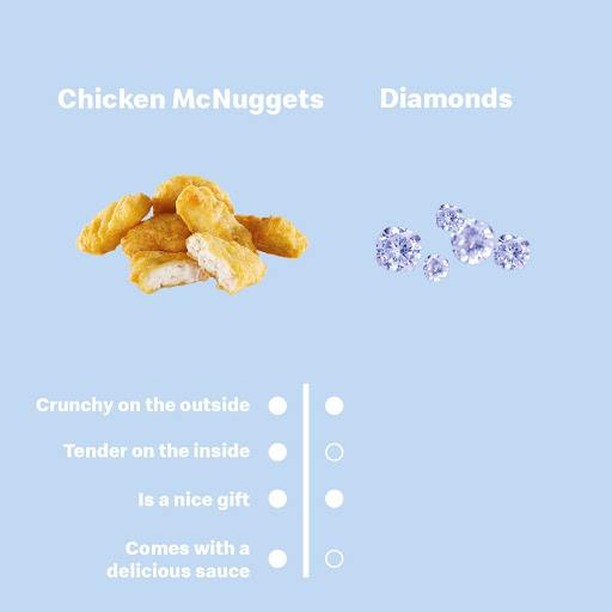 Chicken McNuggets
Diamonds
Crunchy on the outside
Tender on the inside
Is a nice gift
Comes with a
delicious sauce